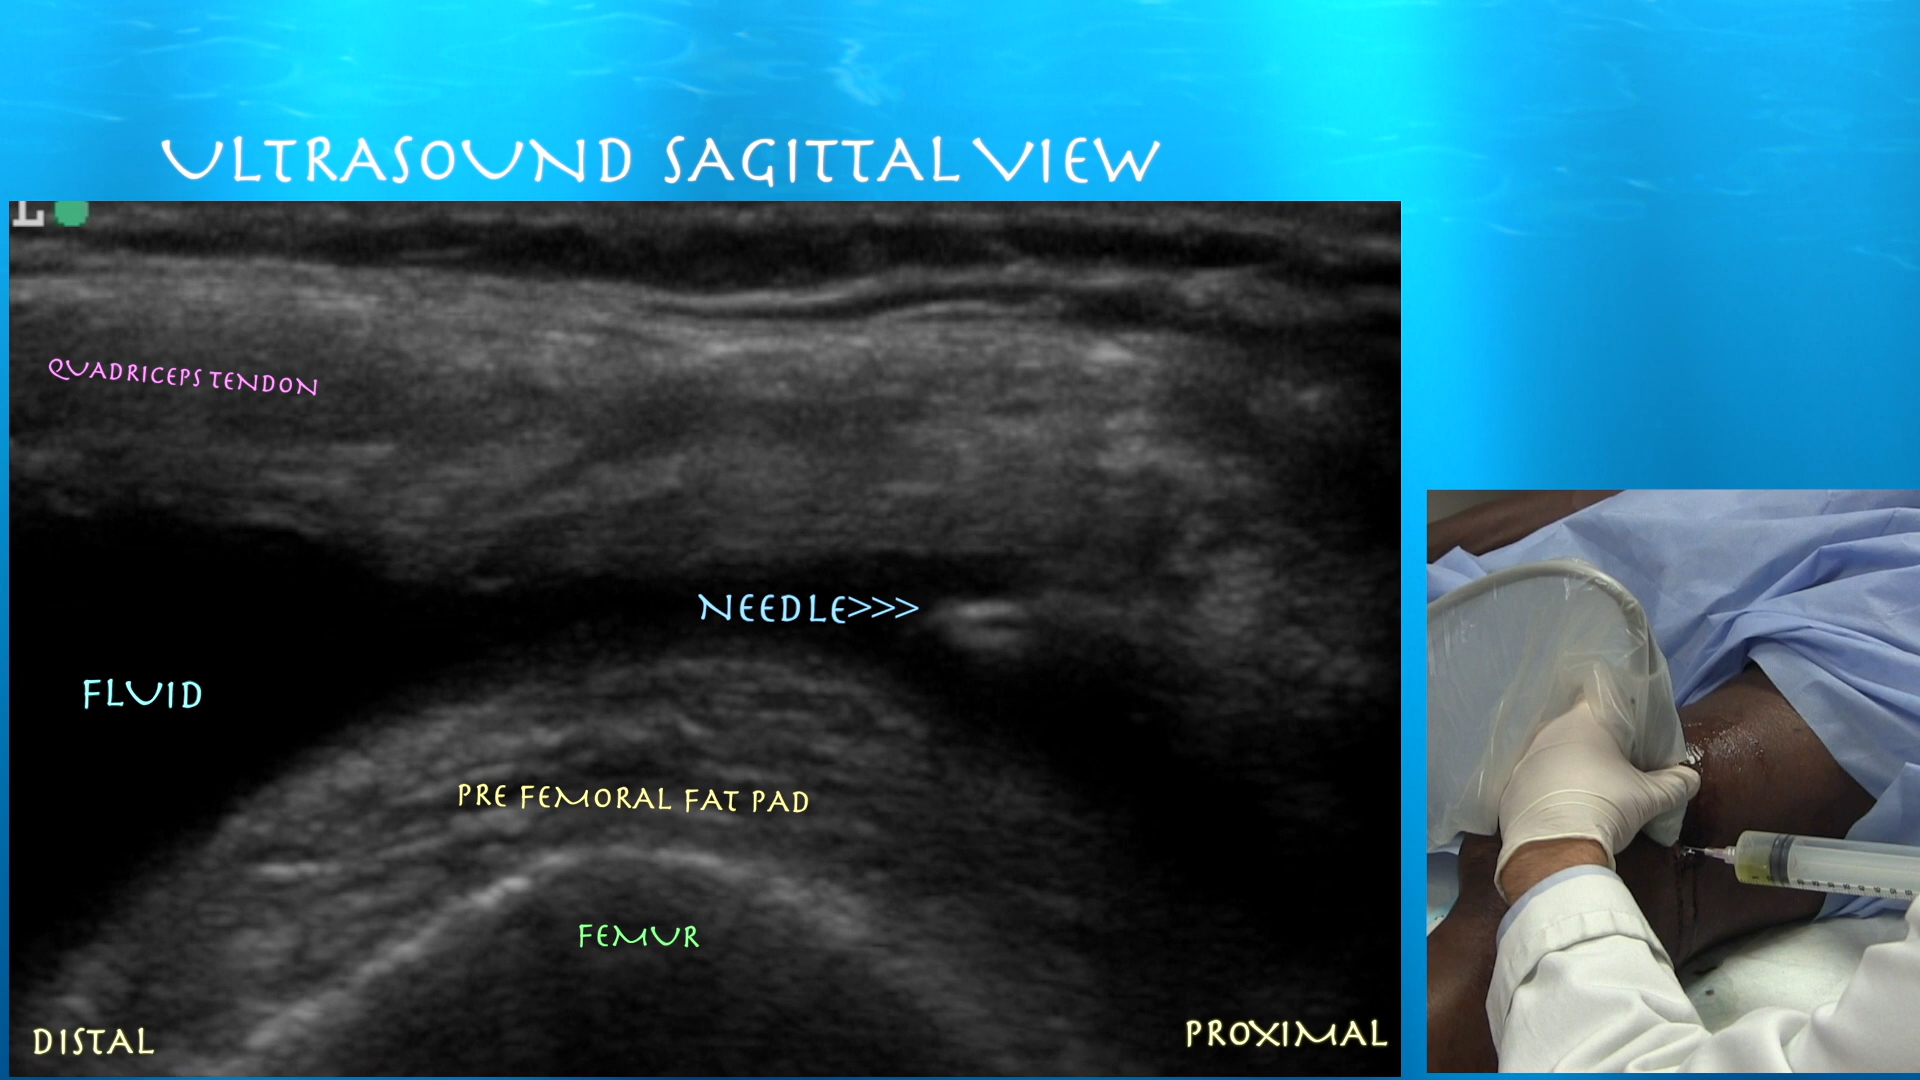 ULTRASOUND SAGITTAL VIEW
L
QUADRICEPS TENDON
NEEDLE>>>
FLUID
PRE FEMORAL FAT PAD
FEMUR
DISTAL
PROXIMAL